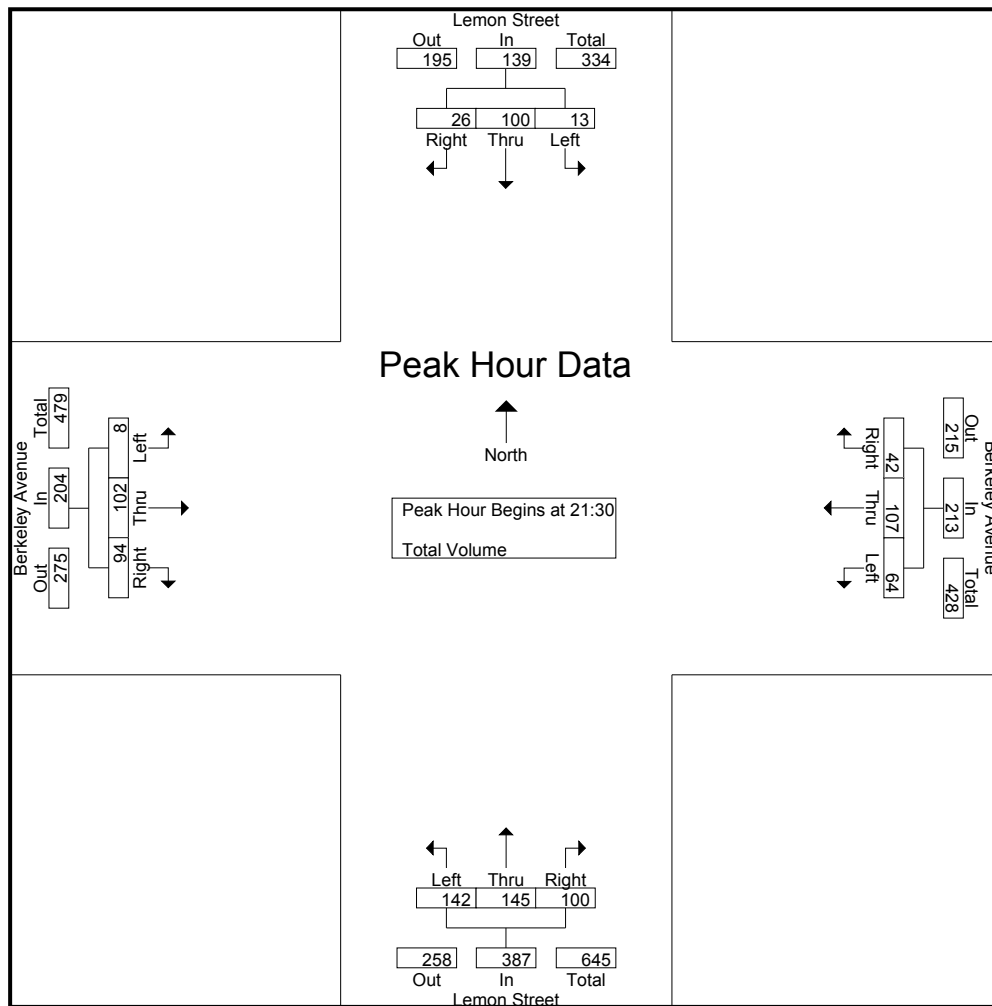 Lemon Street
Out In Total
195 139 334
26 100 13
Right Thru Left
Peak Hour Data
North
Peak Hour Begins at 21:30
Total Volume
Berkeley Avenue
Out In Total
275 204 479
94 102 8
Right Thru Left
Berkeley Avenue
Out In Total
215 213 428
42 107 64
Right Thru Left
Left Thru Right
142 145 100
258 387 645
Out In Total
Lemon Street